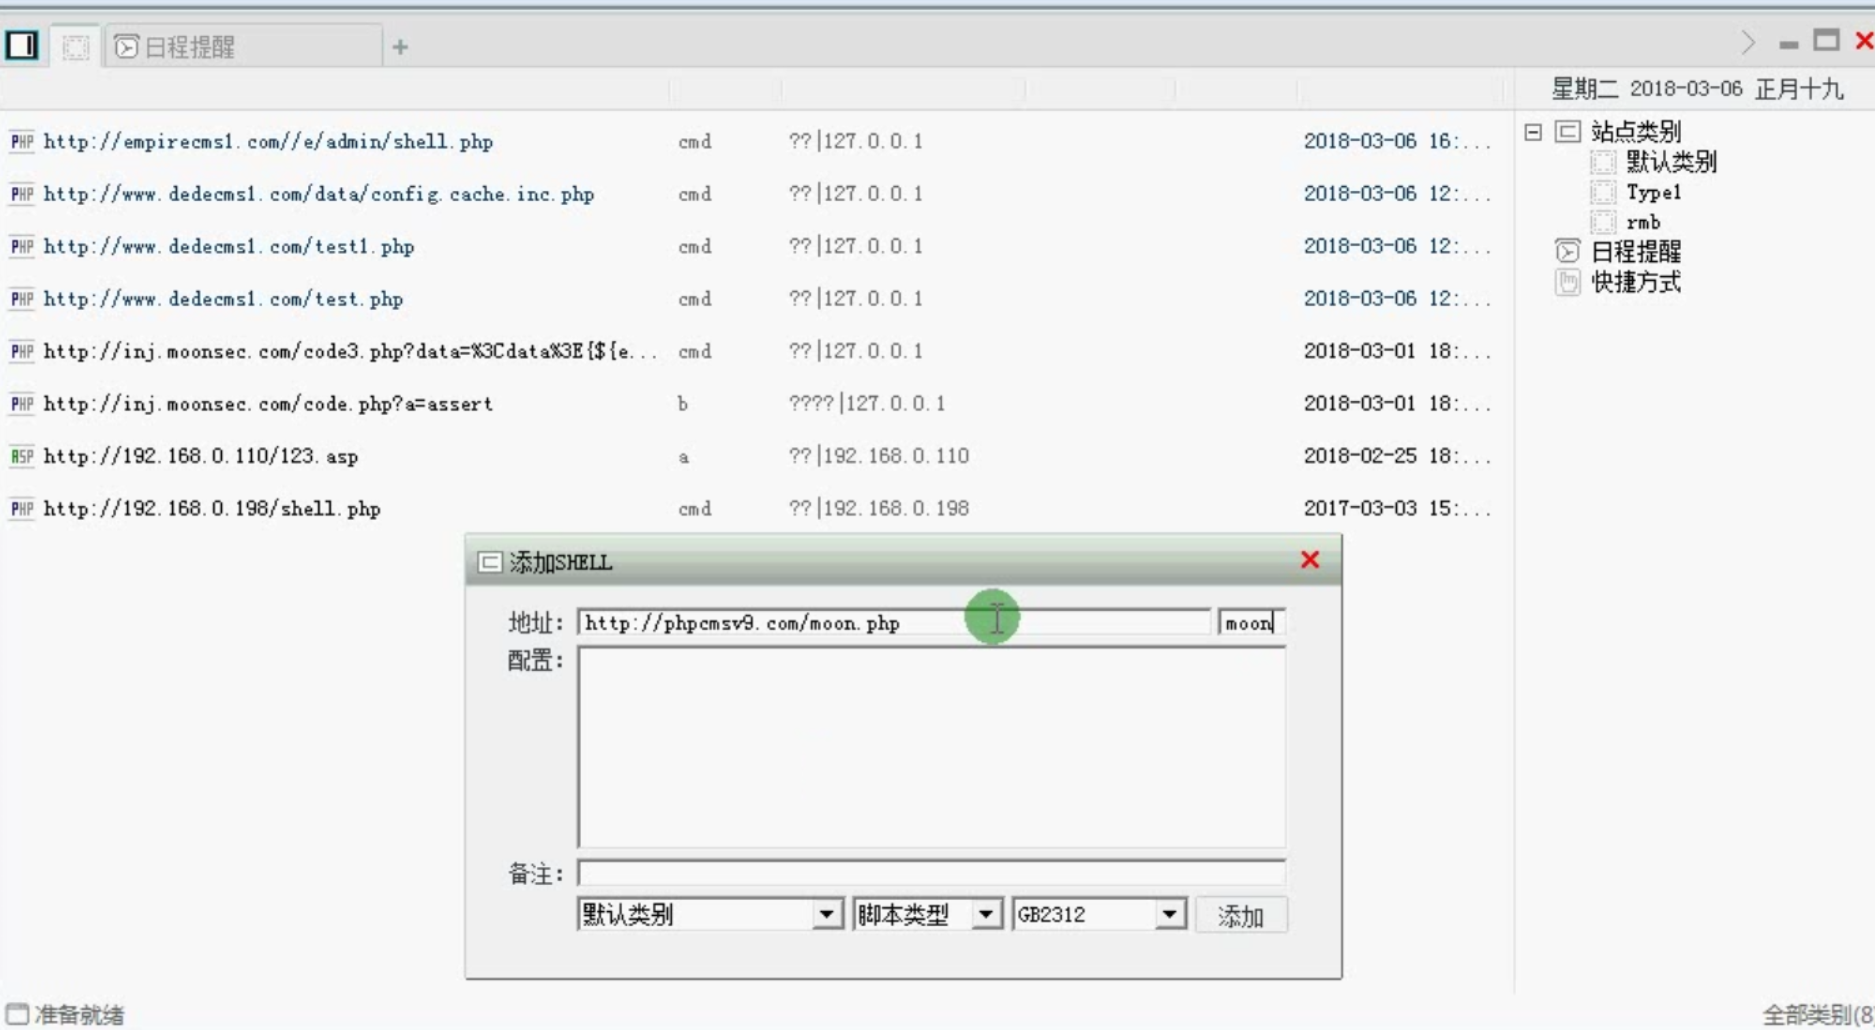 日程提醒 +
星期二 2018-03-06 正月十九
PHP http://empirecms1.com//e/admin/shell.php cmd ??|127.0.0.1 2018-03-06 16:...
PHP http://www.dedecms1.com/data/config.cache.inc.php cmd ??|127.0.0.1 2018-03-06 12:...
PHP http://www.dedecms1.com/test1.php cmd ??|127.0.0.1 2018-03-06 12:...
PHP http://www.dedecms1.com/test.php cmd ??|127.0.0.1 2018-03-06 12:...
PHP http://inj.moonsec.com/code3.php?data=%3Cdata%3E{${e... cmd ??|127.0.0.1 2018-03-01 18:...
PHP http://inj.moonsec.com/code.php?a=assert b ????|127.0.0.1 2018-03-01 18:...
ASP http://192.168.0.110/123.asp a ??|192.168.0.110 2018-02-25 18:...
PHP http://192.168.0.198/shell.php cmd ??|192.168.0.198 2017-03-03 15:...
站点类别
默认类别
Type1
rmb
日程提醒
快捷方式
添加SHELL
地址: http://phpcmsv9.com/moon.php moon
配置:
备注:
默认类别 脚本类型 GB2312 添加
准备就绪 全部类别(8